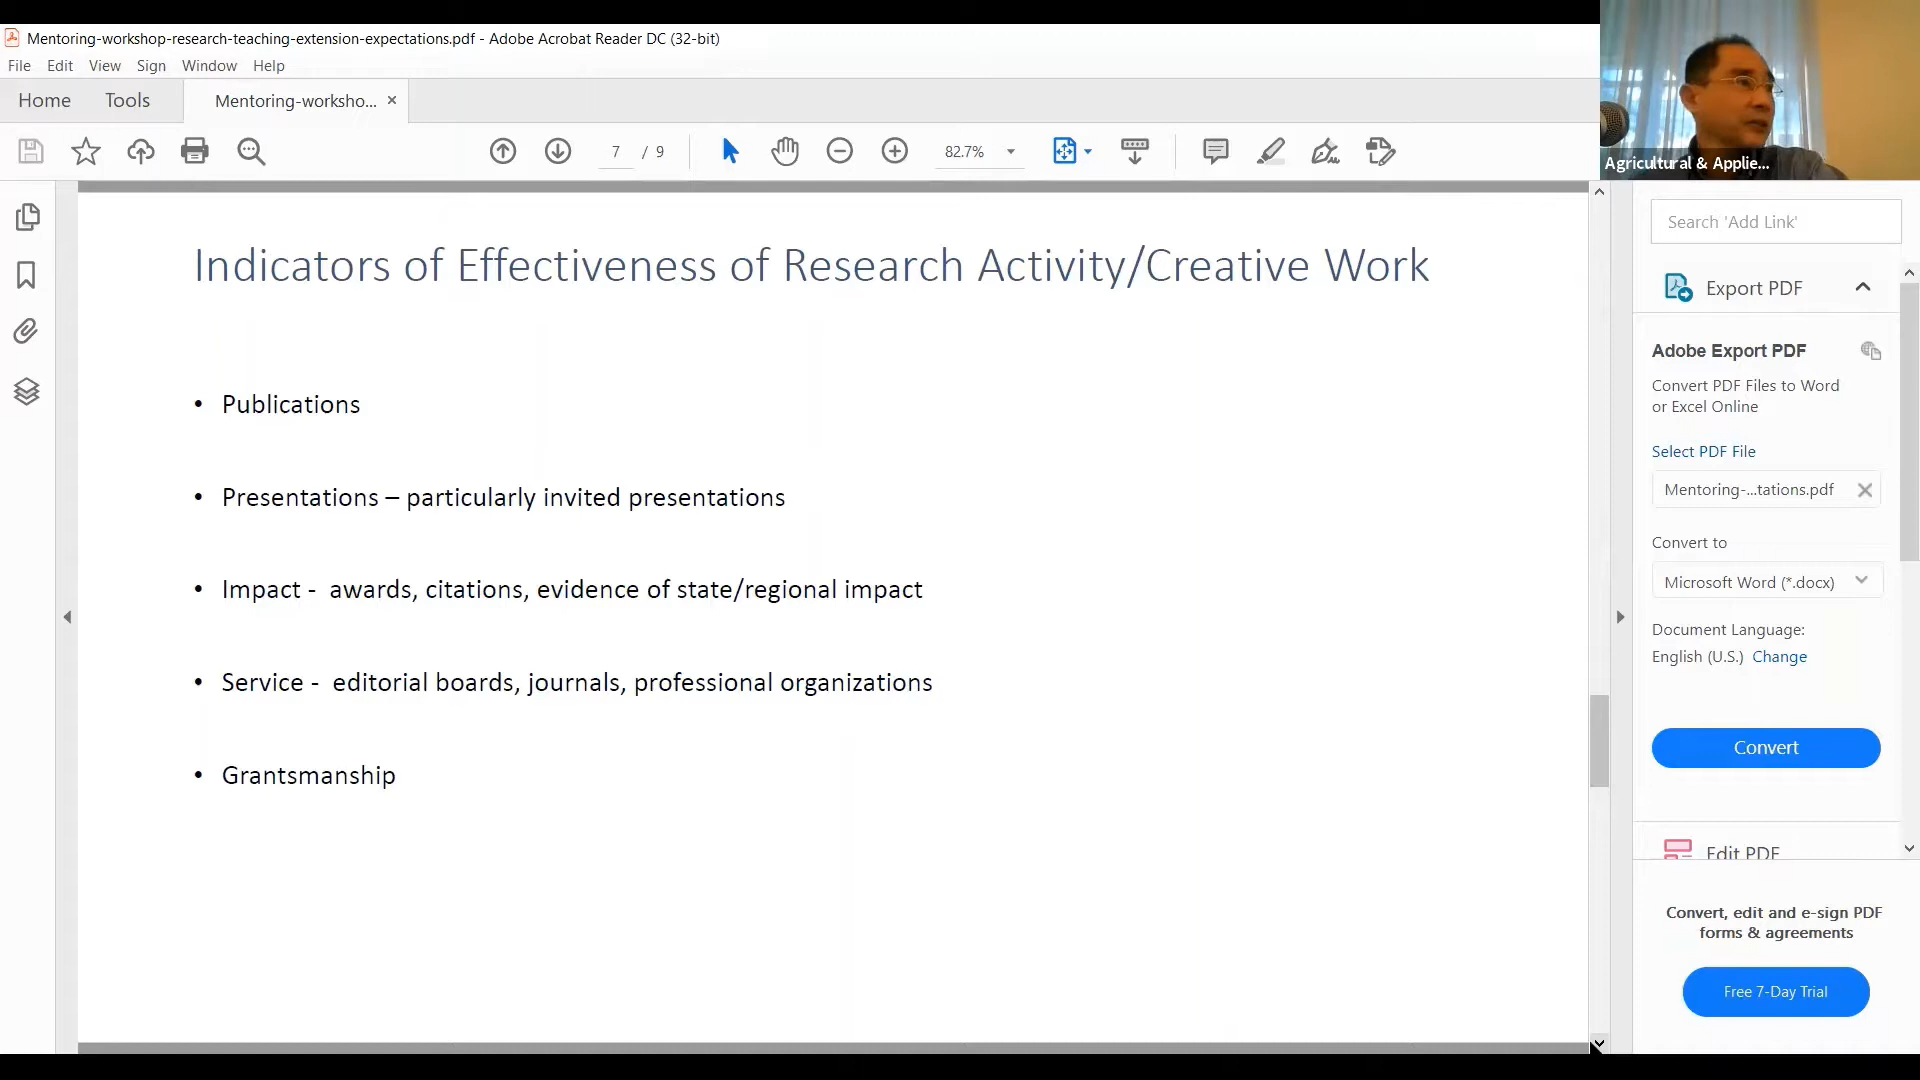 Mentoring-workshop-research-teaching-extension-expectations.pdf - Adobe Acrobat Reader DC (32-bit)
File Edit View Sign Window Help
Home Tools Mentoring-worksho... ×
7 / 9 82.7%
Agricultural & Applie...
Indicators of Effectiveness of Research Activity/Creative Work
• Publications
• Presentations – particularly invited presentations
• Impact - awards, citations, evidence of state/regional impact
• Service - editorial boards, journals, professional organizations
• Grantsmanship
Search 'Add Link'
Export PDF
Adobe Export PDF
Convert PDF Files to Word
or Excel Online
Select PDF File
Mentoring-...tations.pdf
Convert to
Microsoft Word (*.docx)
Document Language:
English (U.S.) Change
Convert
Edit PDF
Convert, edit and e-sign PDF
forms & agreements
Free 7-Day Trial